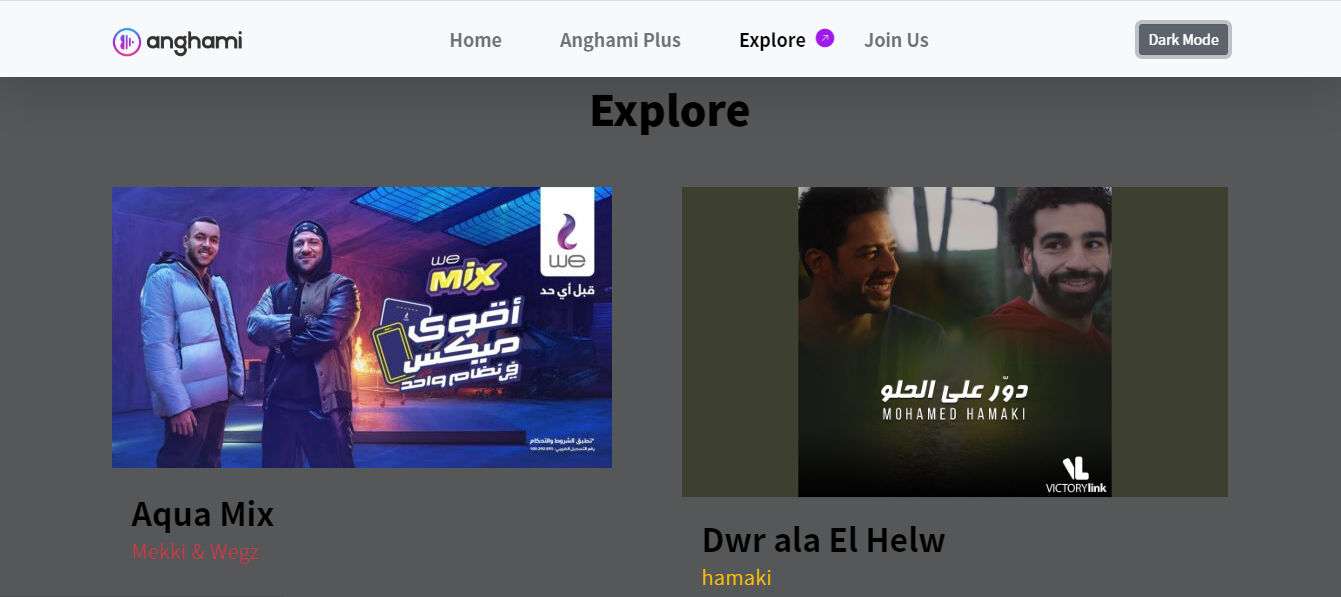 anghami
Home
Anghami Plus
Explore
Join Us
Dark Mode
Explore
we
قبل أي حد
we
MIX
أقوى
ميكس
في نظام واحد
*تطبق الشروط والأحكام
دوّر على الحلو
MOHAMED HAMAKI
VL
VICTORYlink
Aqua Mix
Mekki & Wegz
Dwr ala El Helw
hamaki